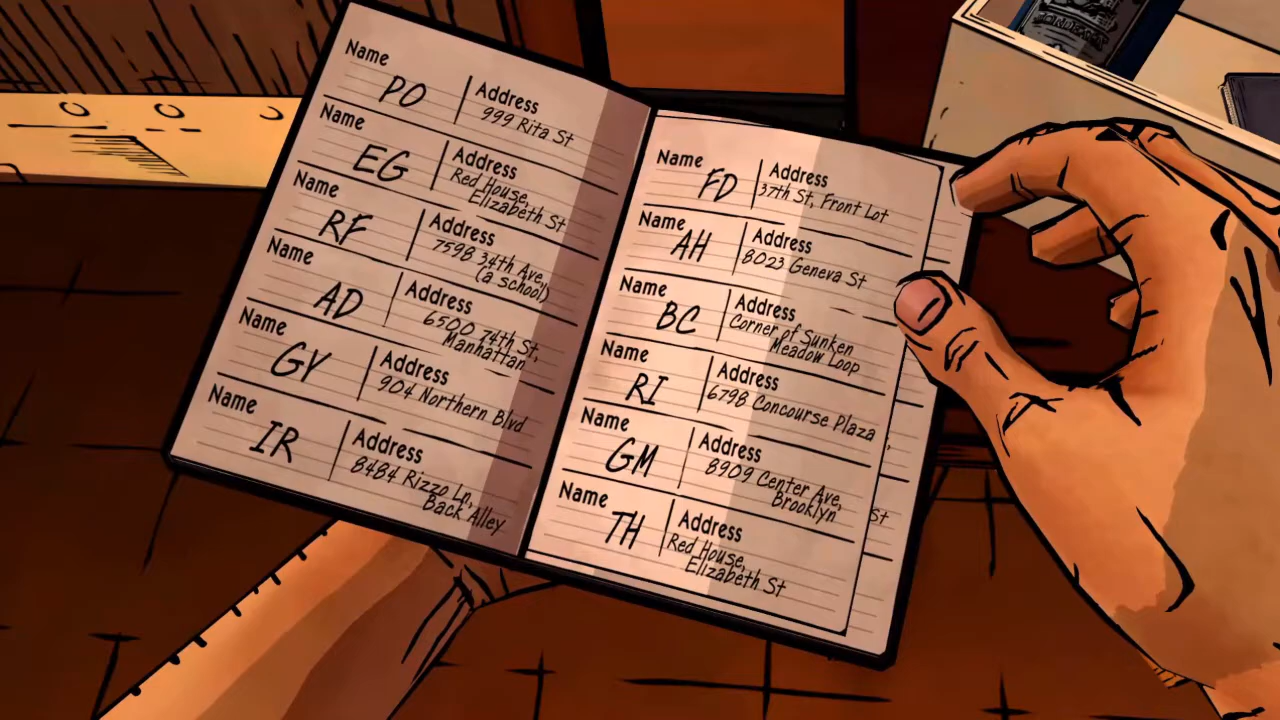 Name
PO
Address
999 Rita St
Name
EG
Address
Red House,
Elizabeth St
Name
RF
Address
7598 34th Ave,
(a school)
Name
AD
Address
6500 74th St,
Manhattan
Name
GY
Address
904 Northern Blvd
Name
IR
Address
8484 Rizzo Ln,
Back Alley
Name
FD
Address
37th St, Front Lot
Name
AH
Address
8023 Geneva St
Name
BC
Address
Corner of Sunken
Meadow Loop
Name
RI
Address
6798 Concourse Plaza
Name
GM
Address
8909 Center Ave,
Brooklyn
Name
TH
Address
Red House,
Elizabeth St
St